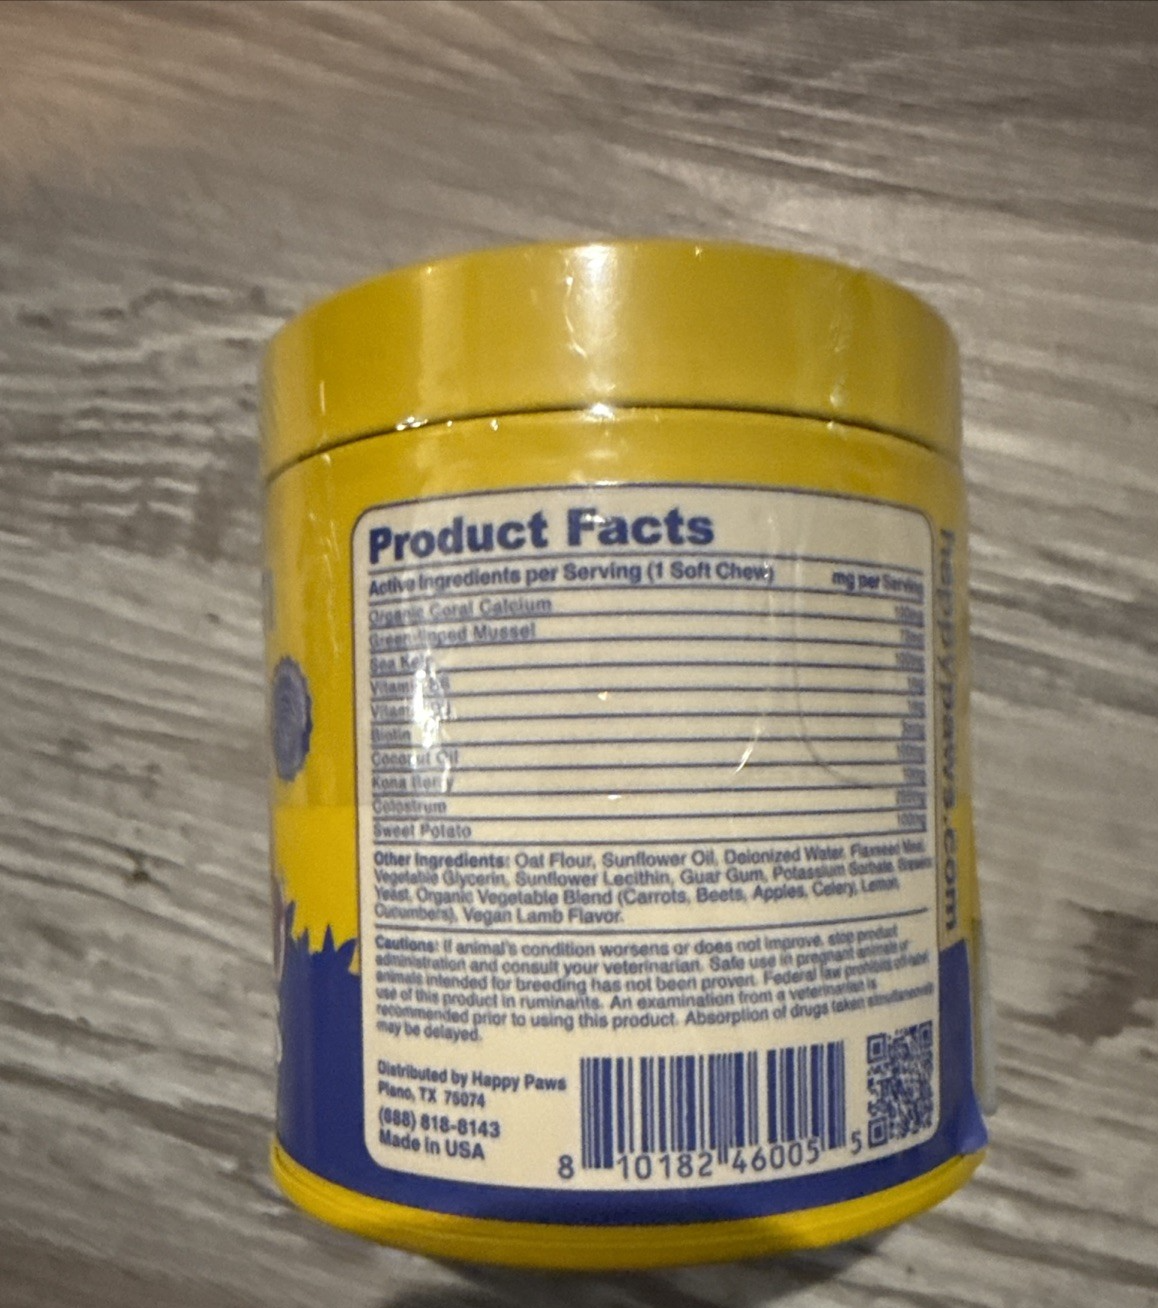 Product Facts
Active Ingredients per Serving (1 Soft Chew) mg per Serving
Organic Coral Calcium
Green Lipped Mussel
Sea Kelp
Vitamin
Vitamin
Biotin
Coconut Oil
Kona Berry
Colostrum
Sweet Potato
Other Ingredients: Oat Flour, Sunflower Oil, Deionized Water, Flaxseed Meal,
Vegetable Glycerin, Sunflower Lecithin, Guar Gum, Potassium Sorbate, Brewers
Yeast, Organic Vegetable Blend (Carrots, Beets, Apples, Celery, Lemon
Cucumbers), Vegan Lamb Flavor.
Cautions: If animal's condition worsens or does not improve, stop product
administration and consult your veterinarian. Safe use in pregnant animals or
animals intended for breeding has not been proven. Federal law prohibits off-label
use of this product in ruminants. An examination from a veterinarian is
recommended prior to using this product. Absorption of drugs taken simultaneously
may be delayed.
Distributed by Happy Paws
Plano, TX 75074
(888) 818-8143
Made in USA
8 10182 46005 5
happypaws.com